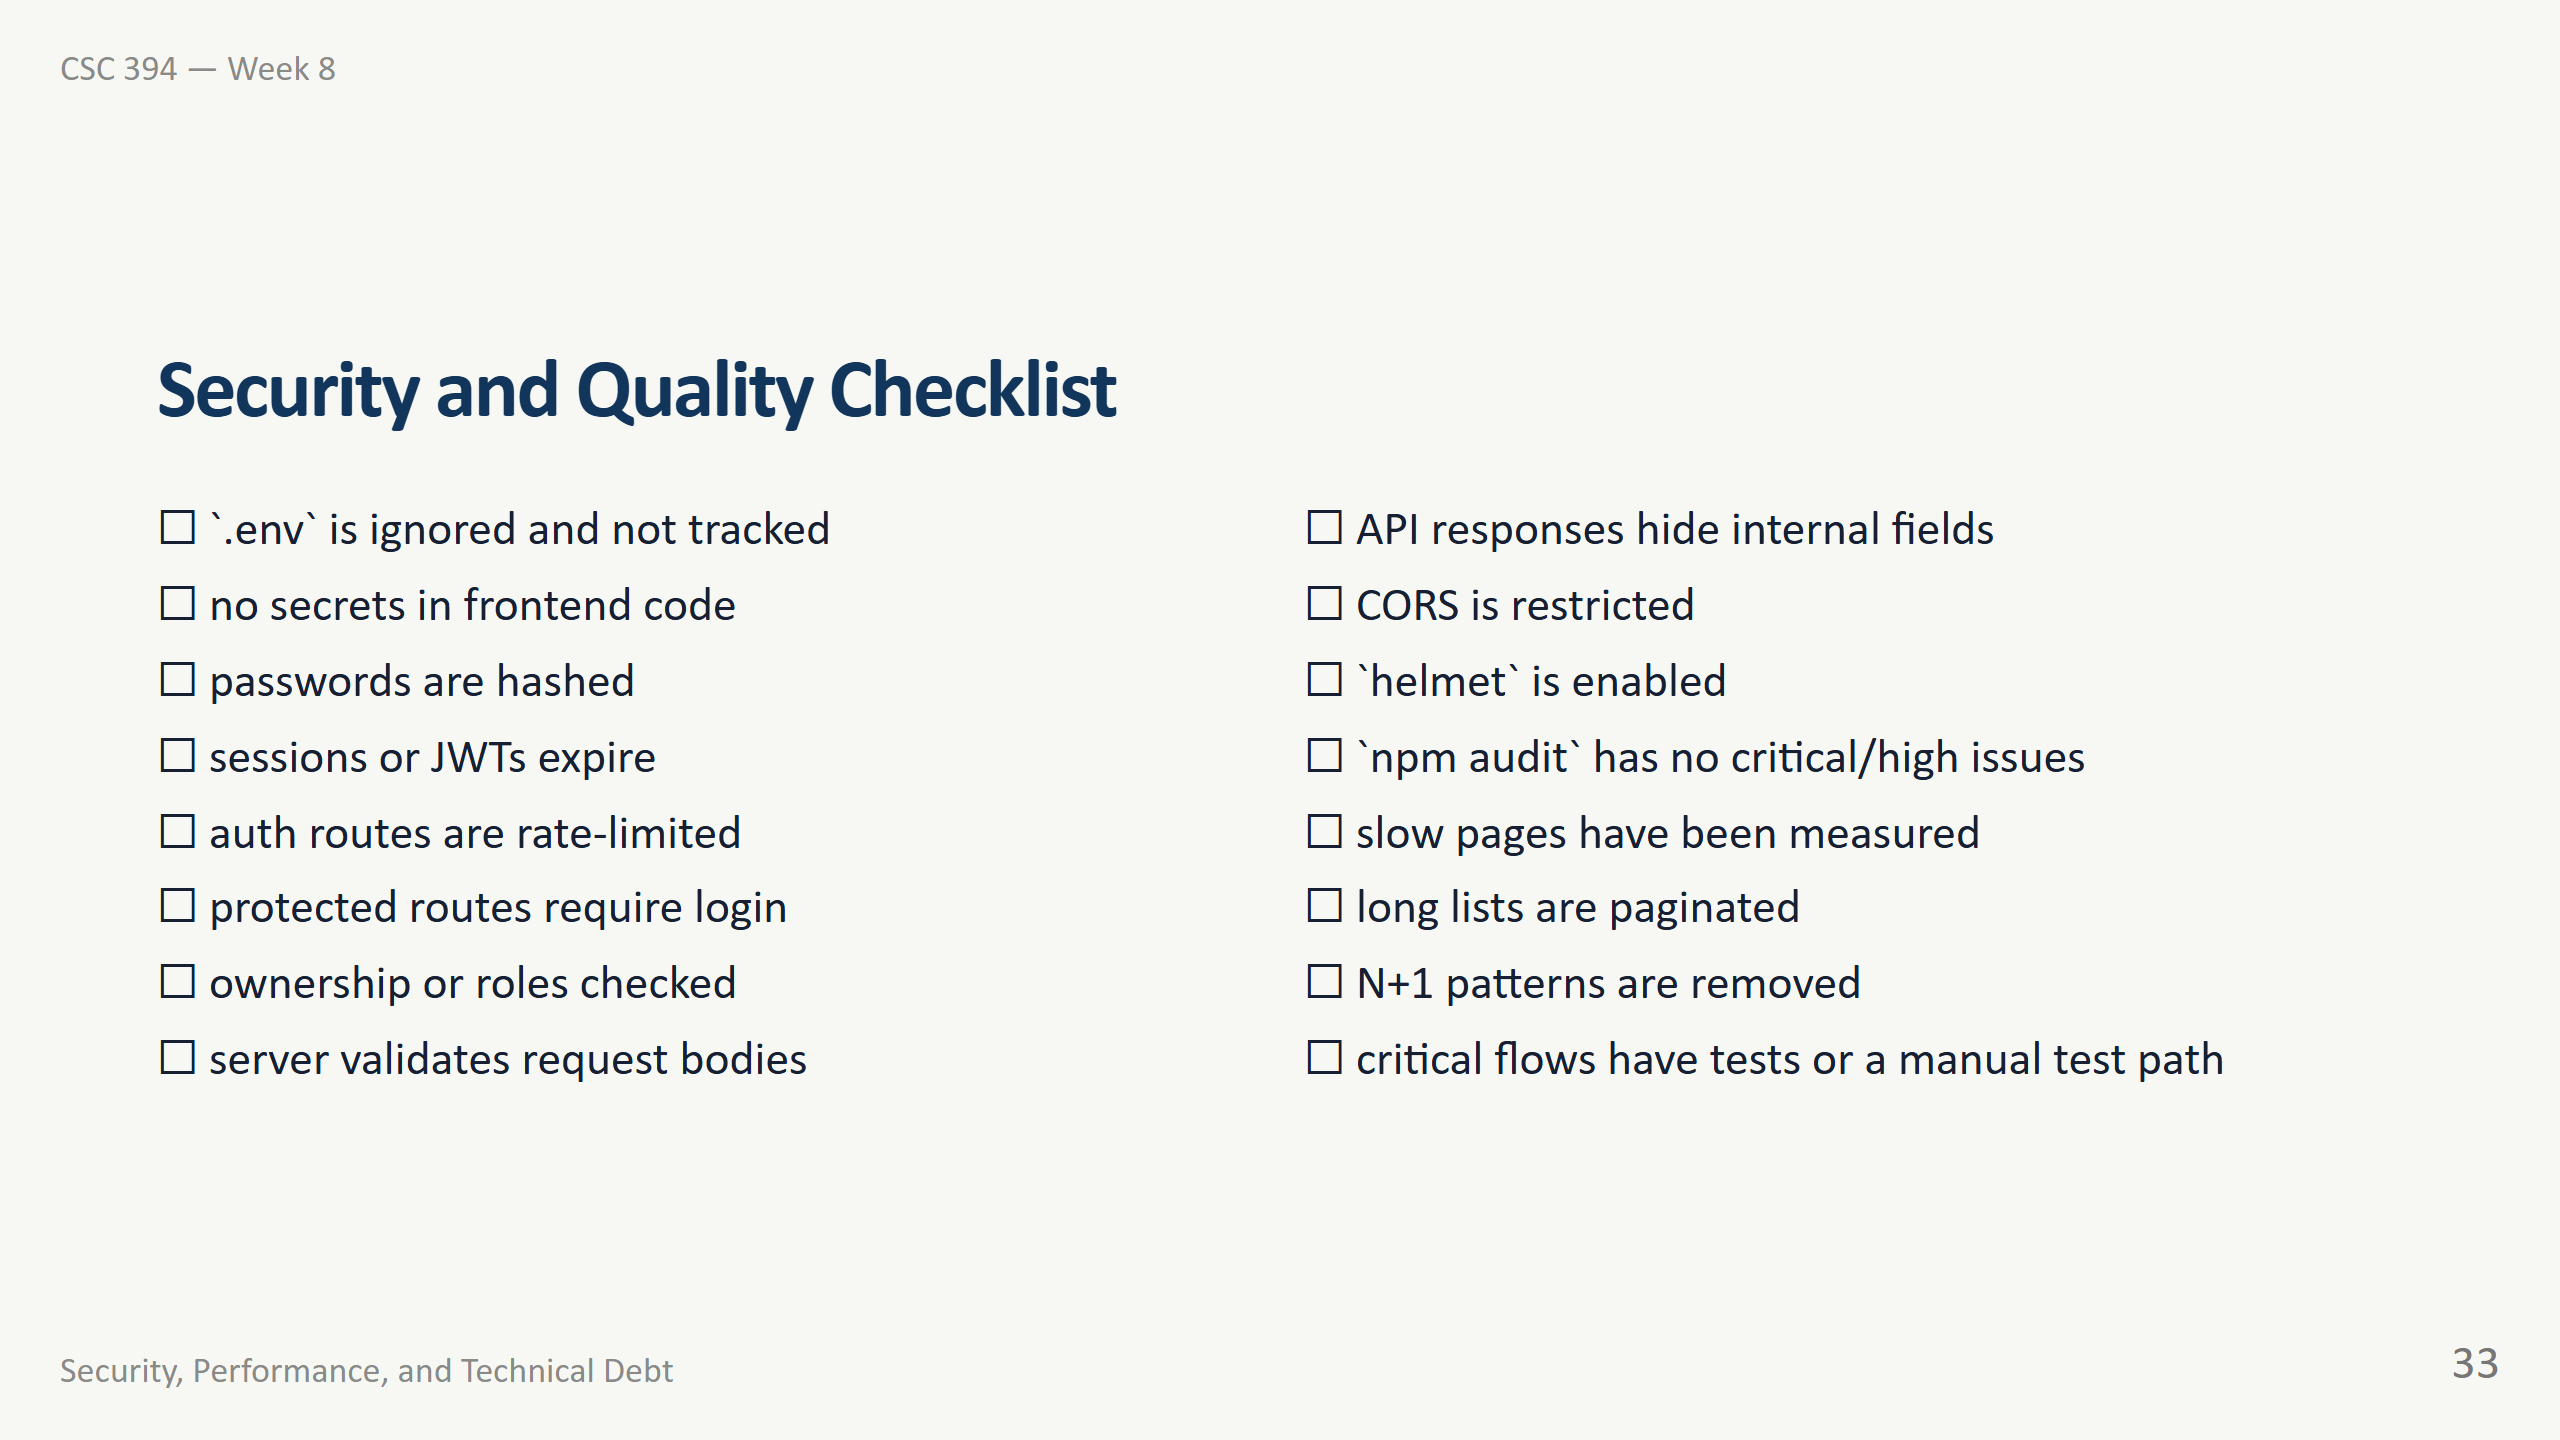 CSC 394 — Week 8
Security and Quality Checklist
☐ `.env` is ignored and not tracked
☐ no secrets in frontend code
☐ passwords are hashed
☐ sessions or JWTs expire
☐ auth routes are rate-limited
☐ protected routes require login
☐ ownership or roles checked
☐ server validates request bodies
☐ API responses hide internal fields
☐ CORS is restricted
☐ `helmet` is enabled
☐ `npm audit` has no critical/high issues
☐ slow pages have been measured
☐ long lists are paginated
☐ N+1 patterns are removed
☐ critical flows have tests or a manual test path
Security, Performance, and Technical Debt
33